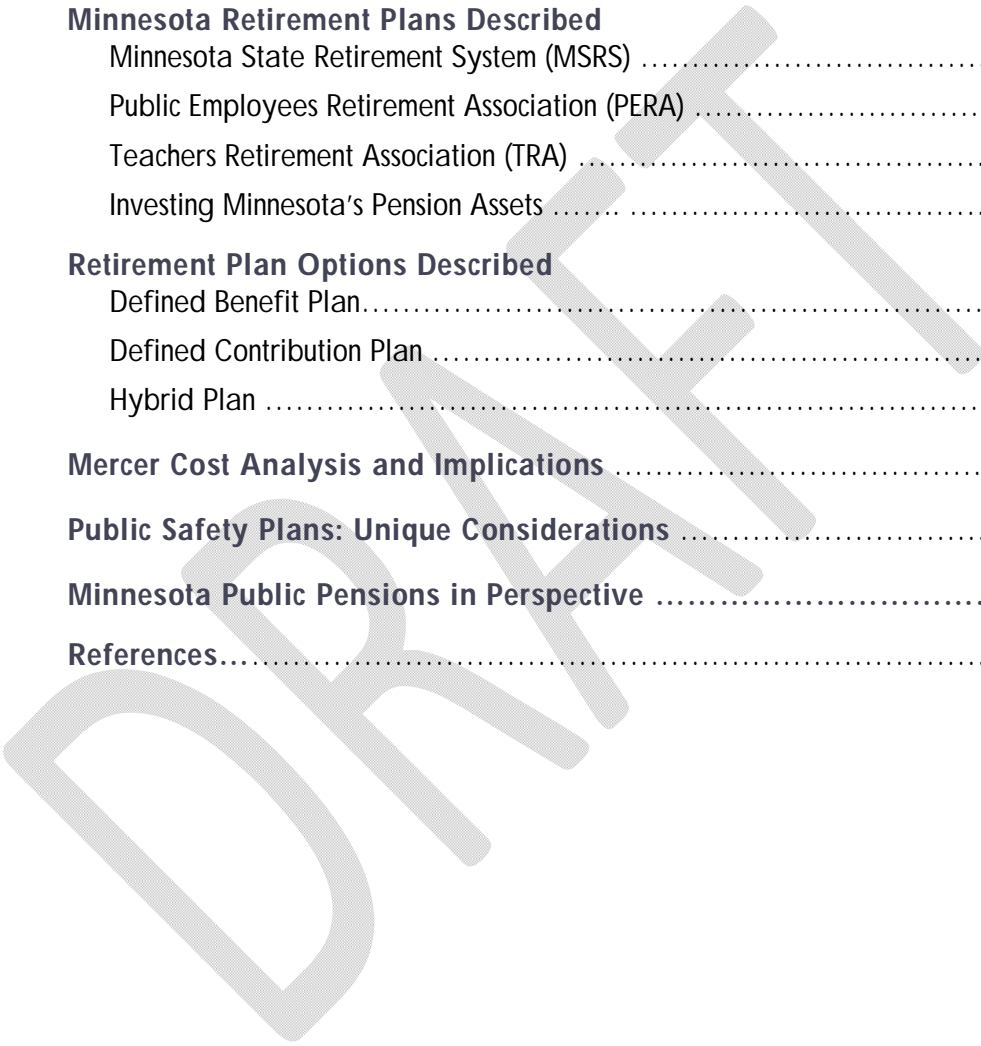 Minnesota Retirement Plans Described
Minnesota State Retirement System (MSRS) ........................................
Public Employees Retirement Association (PERA) ........................................
Teachers Retirement Association (TRA) ........................................
Investing Minnesota's Pension Assets ....... ........................................
Retirement Plan Options Described
Defined Benefit Plan........................................
Defined Contribution Plan ........................................
Hybrid Plan ........................................
Mercer Cost Analysis and Implications ........................................
Public Safety Plans: Unique Considerations ........................................
Minnesota Public Pensions in Perspective ........................................
References........................................
DRAFT